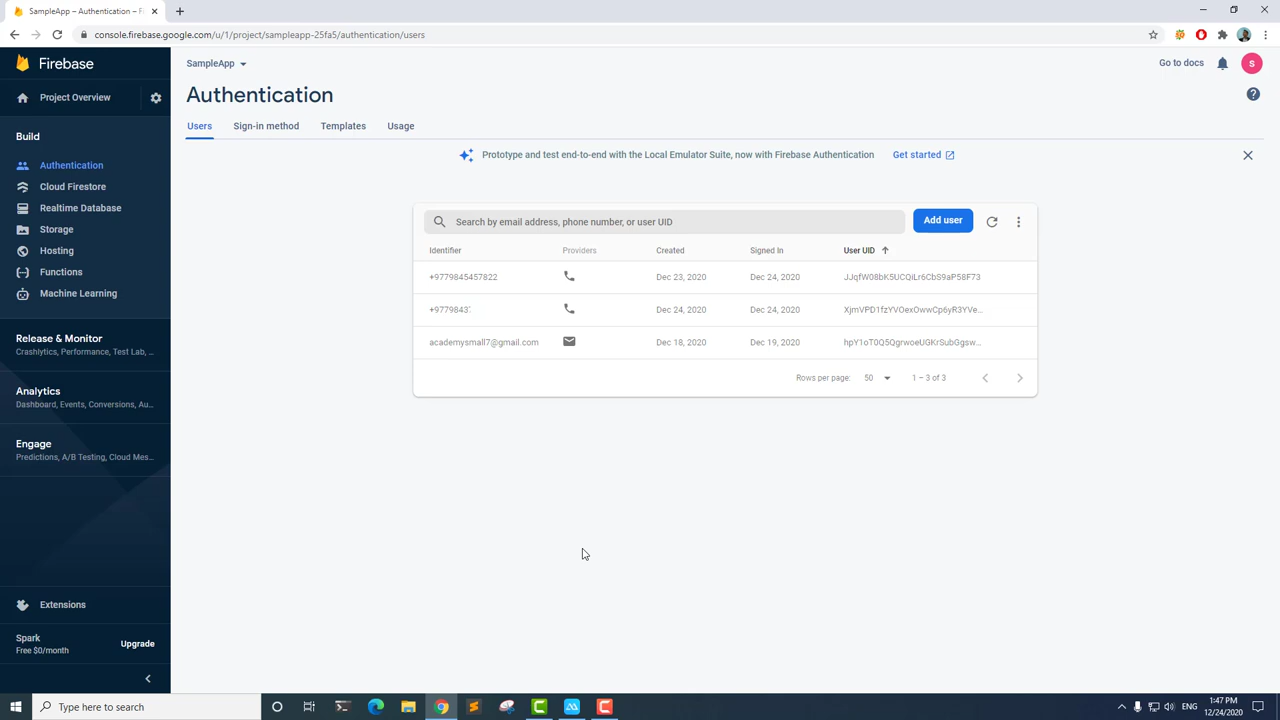 SampleApp – Authentication – Fi
console.firebase.google.com/u/1/project/sampleapp-25fa5/authentication/users
Firebase
SampleApp
Go to docs
S
Project Overview
Authentication
Build
Users
Sign-in method
Templates
Usage
Prototype and test end-to-end with the Local Emulator Suite, now with Firebase Authentication
Get started
Authentication
Cloud Firestore
Realtime Database
Storage
Hosting
Functions
Machine Learning
Search by email address, phone number, or user UID
Add user
Identifier
Providers
Created
Signed In
User UID
+9779845457822
Dec 23, 2020
Dec 24, 2020
JJqfW08bK5UCQiLr6CbS9aP58F73
+9779843
Dec 24, 2020
Dec 24, 2020
XjmVPD1fzYVOexOwwCp6yR3YVe...
academysmall7@gmail.com
Dec 18, 2020
Dec 19, 2020
hpY1oT0Q5QgrwoeUGKrSubGgsw...
Rows per page:
50
1 – 3 of 3
Release & Monitor
Crashlytics, Performance, Test Lab, ...
Analytics
Dashboard, Events, Conversions, Au...
Engage
Predictions, A/B Testing, Cloud Mes...
Extensions
Spark
Free $0/month
Upgrade
Type here to search
ENG
1:47 PM
12/24/2020